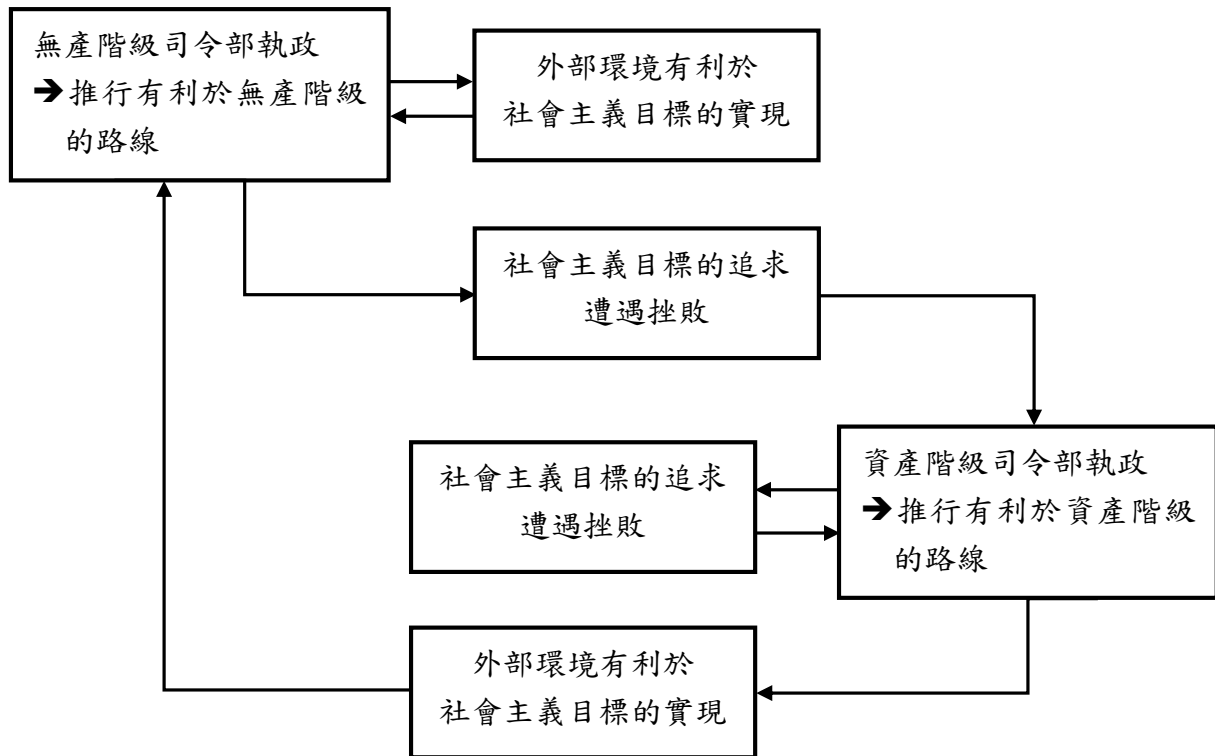 無產階級司令部執政
➔推行有利於無產階級
的路線
外部環境有利於
社會主義目標的實現
社會主義目標的追求
遭遇挫敗
社會主義目標的追求
遭遇挫敗
資產階級司令部執政
➔推行有利於資產階級
的路線
外部環境有利於
社會主義目標的實現